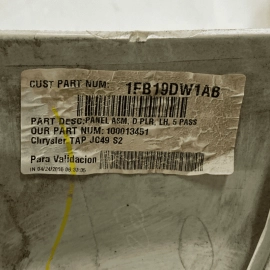 CUST PART NUM: 1FB19DW1AB
PART DESC: PANEL ASM, D-PLR, LH, 5 PASS
OUR PART NUM: 100013451
Chrysler TAP JC49 S2
Para Validacion